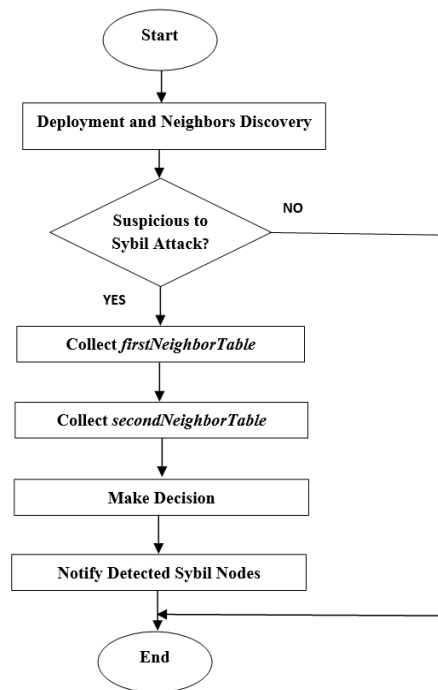 Start
Deployment and Neighbors Discovery
Suspicious to
Sybil Attack?
NO
YES
Collect firstNeighborTable
Collect secondNeighborTable
Make Decision
Notify Detected Sybil Nodes
End